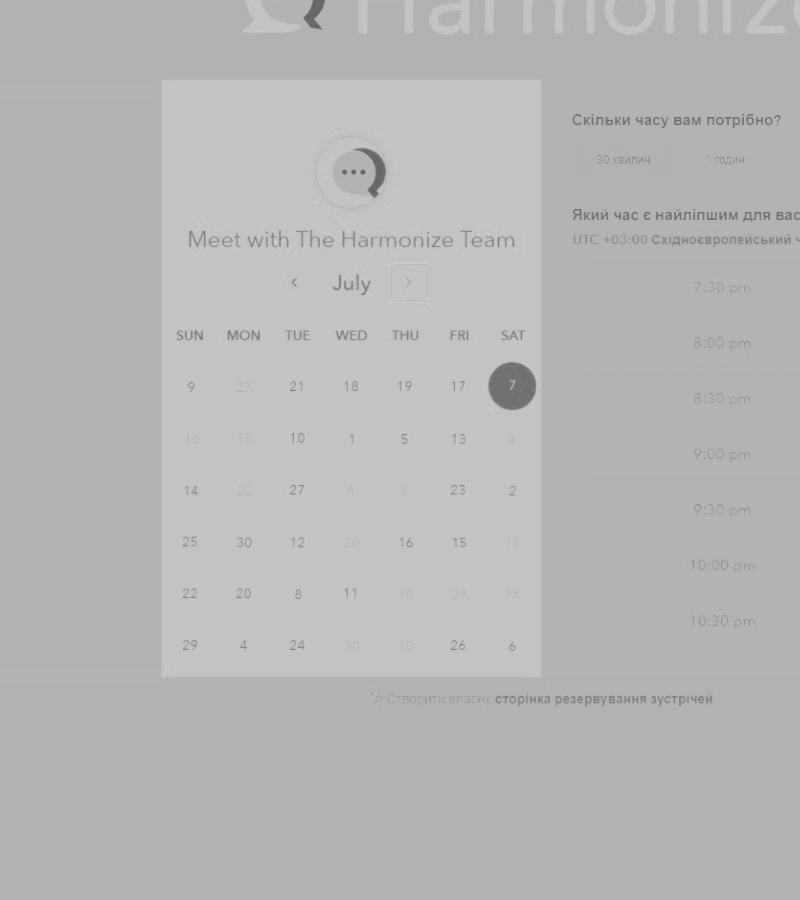 Harmonize
Meet with The Harmonize Team
July
SUN MON TUE WED THU FRI SAT
9 27 21 18 19 17 7
10 15 10 1 5 13 4
14 22 27 6 6 23 2
25 30 12 20 16 15 15
22 20 8 11 10 29 16
29 4 24 30 10 26 6
Скільки часу вам потрібно?
30 хвилин 1 годин
Який час є найліпшим для вас
UTC +03:00 Східноєвропейський ч
7:30 pm
8:00 pm
8:30 pm
9:00 pm
9:30 pm
10:00 pm
10:30 pm
Створити власну сторінка резервування зустрічей